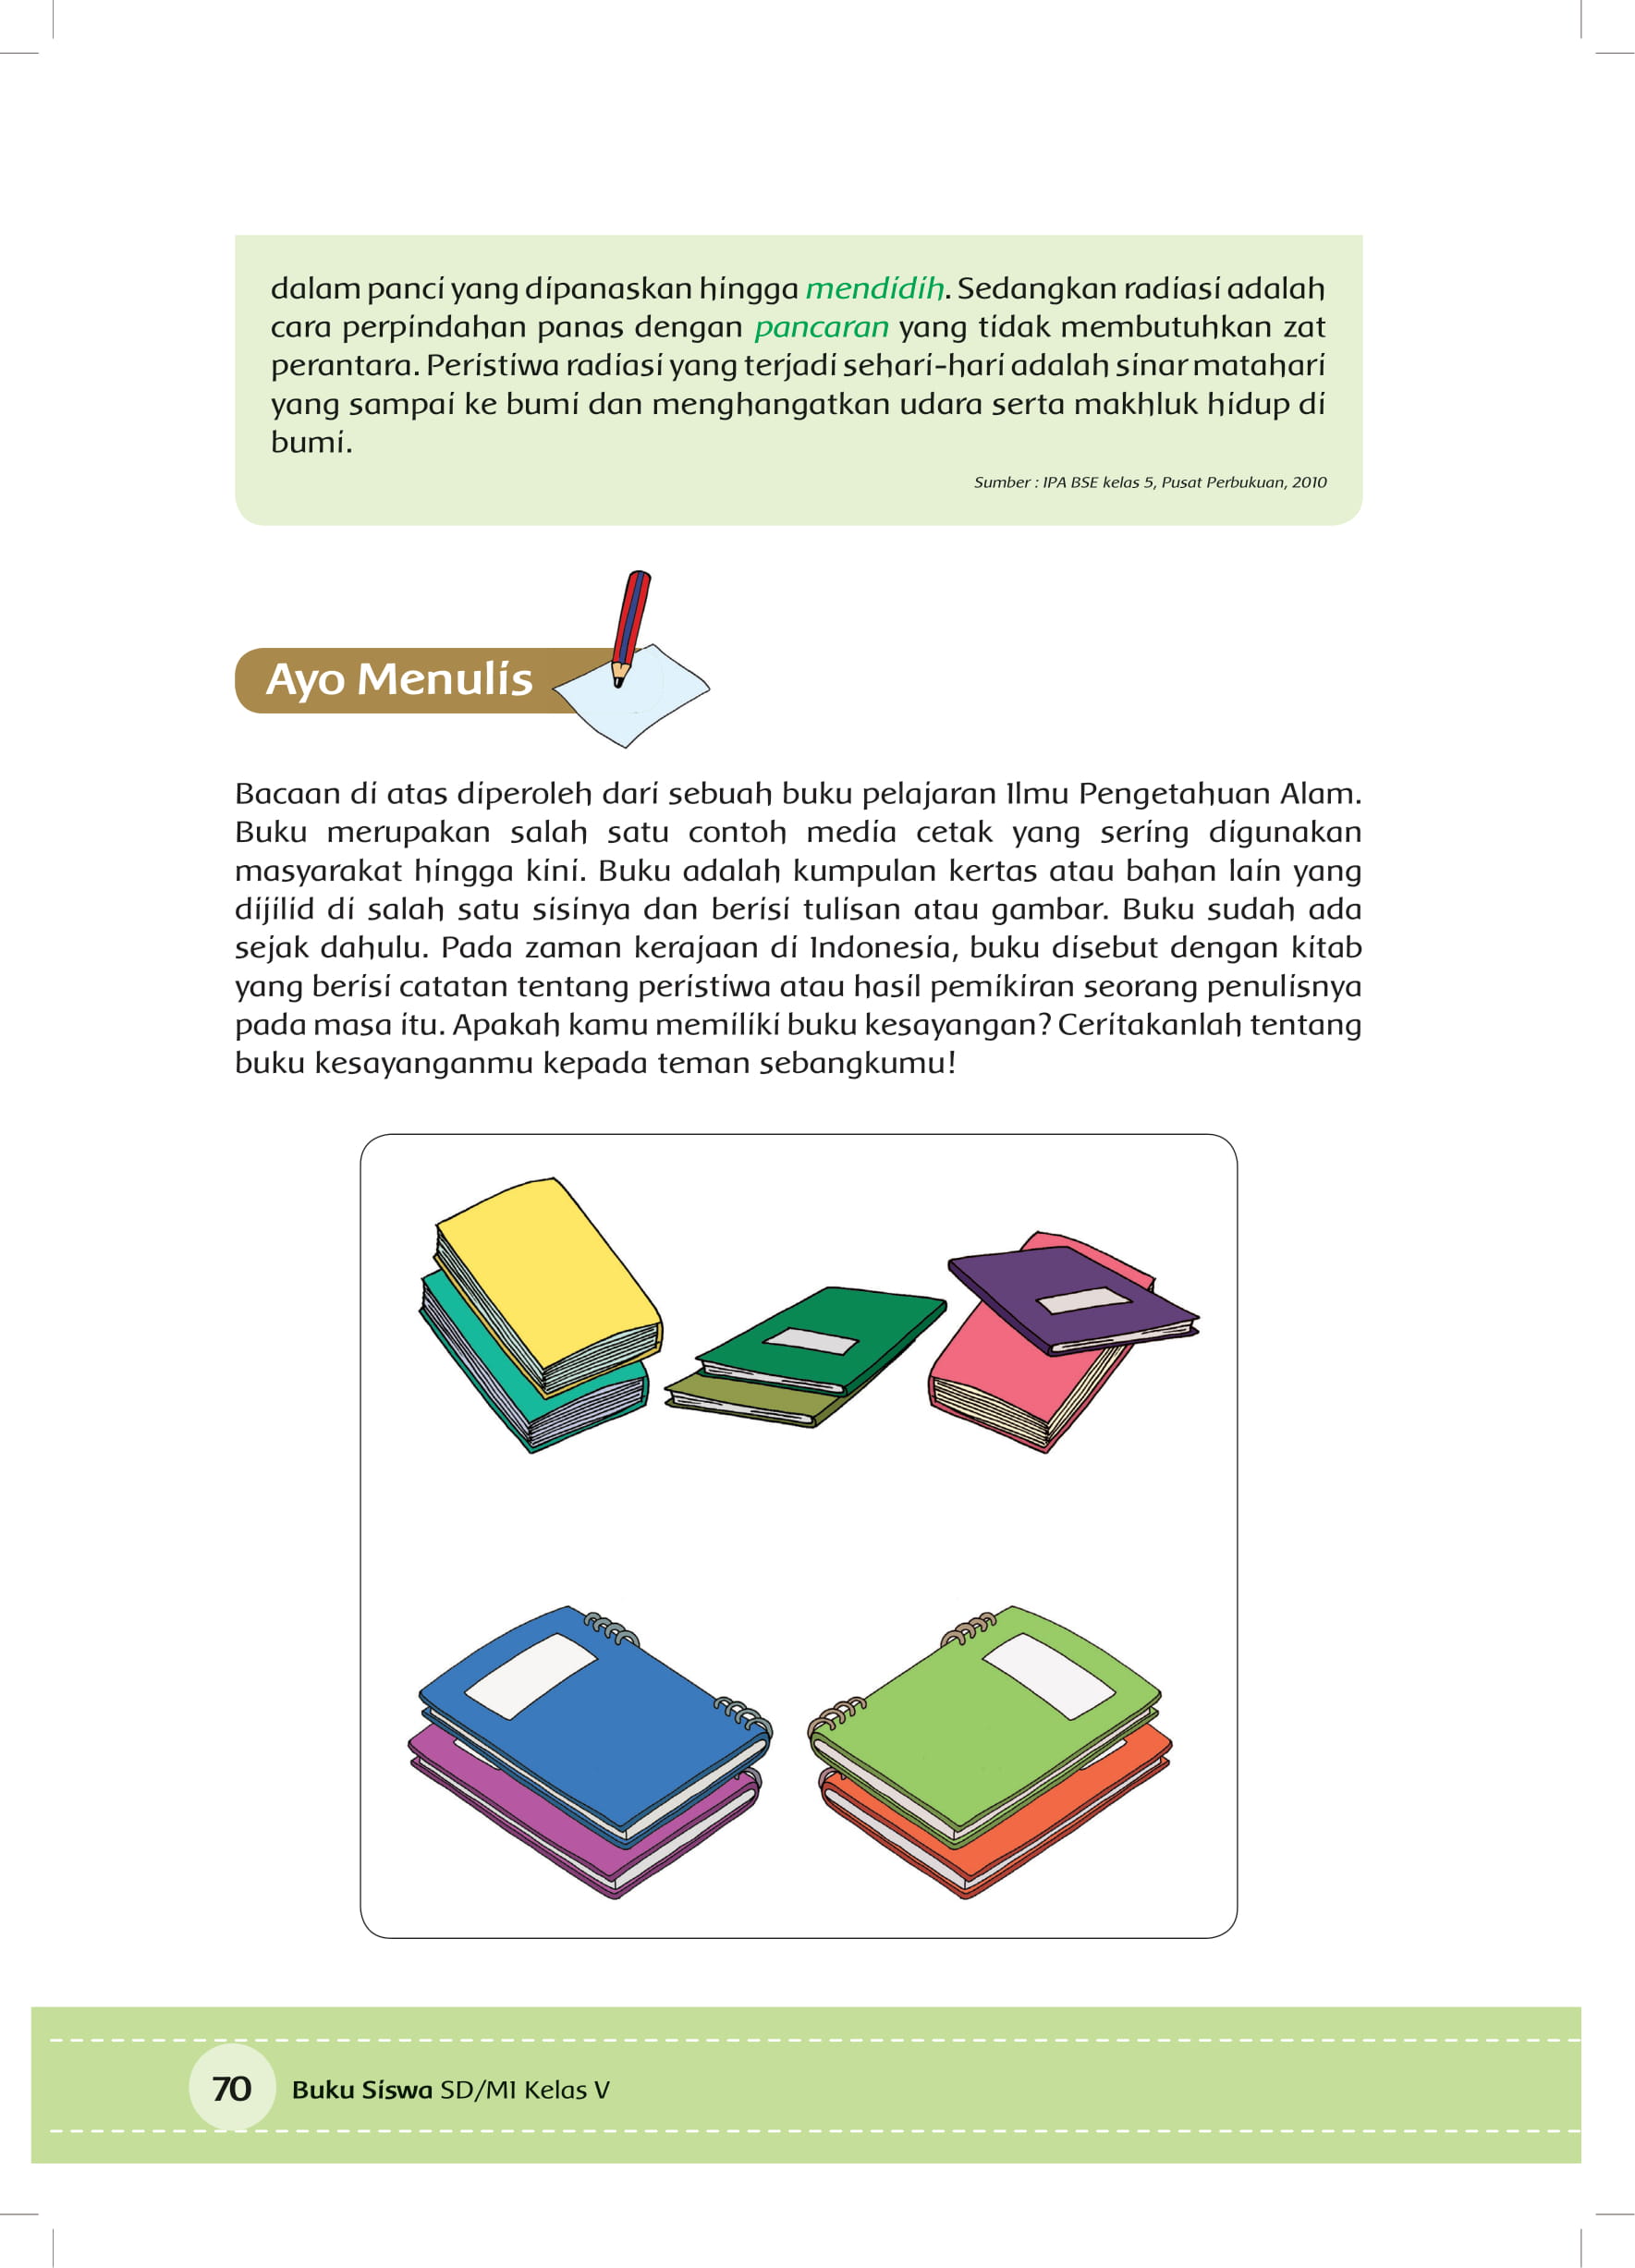 dalam panci yang dipanaskan hingga mendidih. Sedangkan radiasi adalah
cara perpindahan panas dengan pancaran yang tidak membutuhkan zat
perantara. Peristiwa radiasi yang terjadi sehari-hari adalah sinar matahari
yang sampai ke bumi dan menghangatkan udara serta makhluk hidup di
bumi.
Sumber : IPA BSE kelas 5, Pusat Perbukuan, 2010
Ayo Menulis
Bacaan di atas diperoleh dari sebuah buku pelajaran Ilmu Pengetahuan Alam.
Buku merupakan salah satu contoh media cetak yang sering digunakan
masyarakat hingga kini. Buku adalah kumpulan kertas atau bahan lain yang
dijilid di salah satu sisinya dan berisi tulisan atau gambar. Buku sudah ada
sejak dahulu. Pada zaman kerajaan di Indonesia, buku disebut dengan kitab
yang berisi catatan tentang peristiwa atau hasil pemikiran seorang penulisnya
pada masa itu. Apakah kamu memiliki buku kesayangan? Ceritakanlah tentang
buku kesayanganmu kepada teman sebangkumu!
70 Buku Siswa SD/MI Kelas V